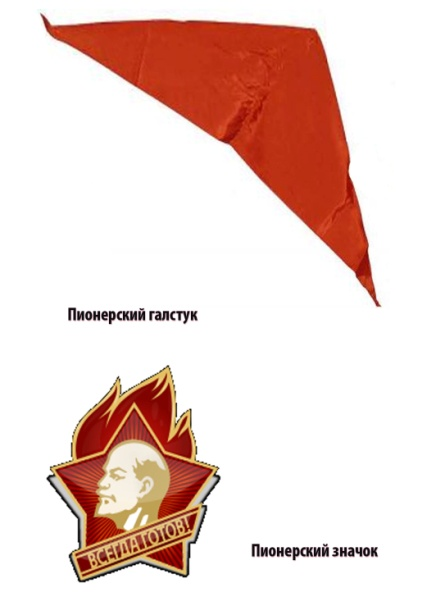 Пионерский галстук
ВСЕГДА ГОТОВ!
Пионерский значок